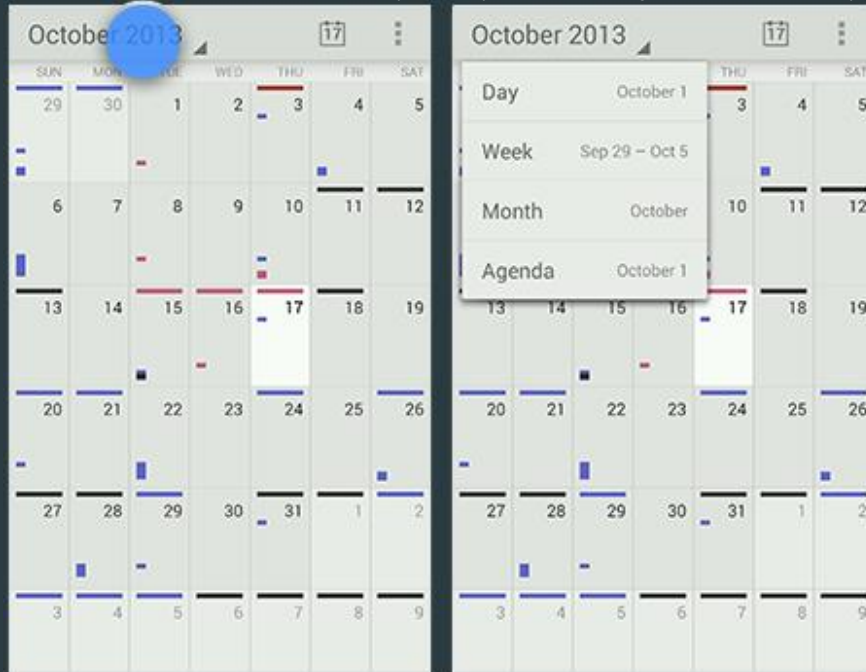 October 2013 17
SUN MON TUE WED THU FRI SAT
29 30 1 2 3 4 5
6 7 8 9 10 11 12
13 14 15 16 17 18 19
20 21 22 23 24 25 26
27 28 29 30 31 1 2
3 4 5 6 7 8 9
October 2013 17
THU FRI SAT
Day October 1
3 4 5
Week Sep 29 – Oct 5
Month October
10 11 12
Agenda October 1
13 14 15 16 17 18 19
20 21 22 23 24 25 26
27 28 29 30 31 1 2
3 4 5 6 7 8 9